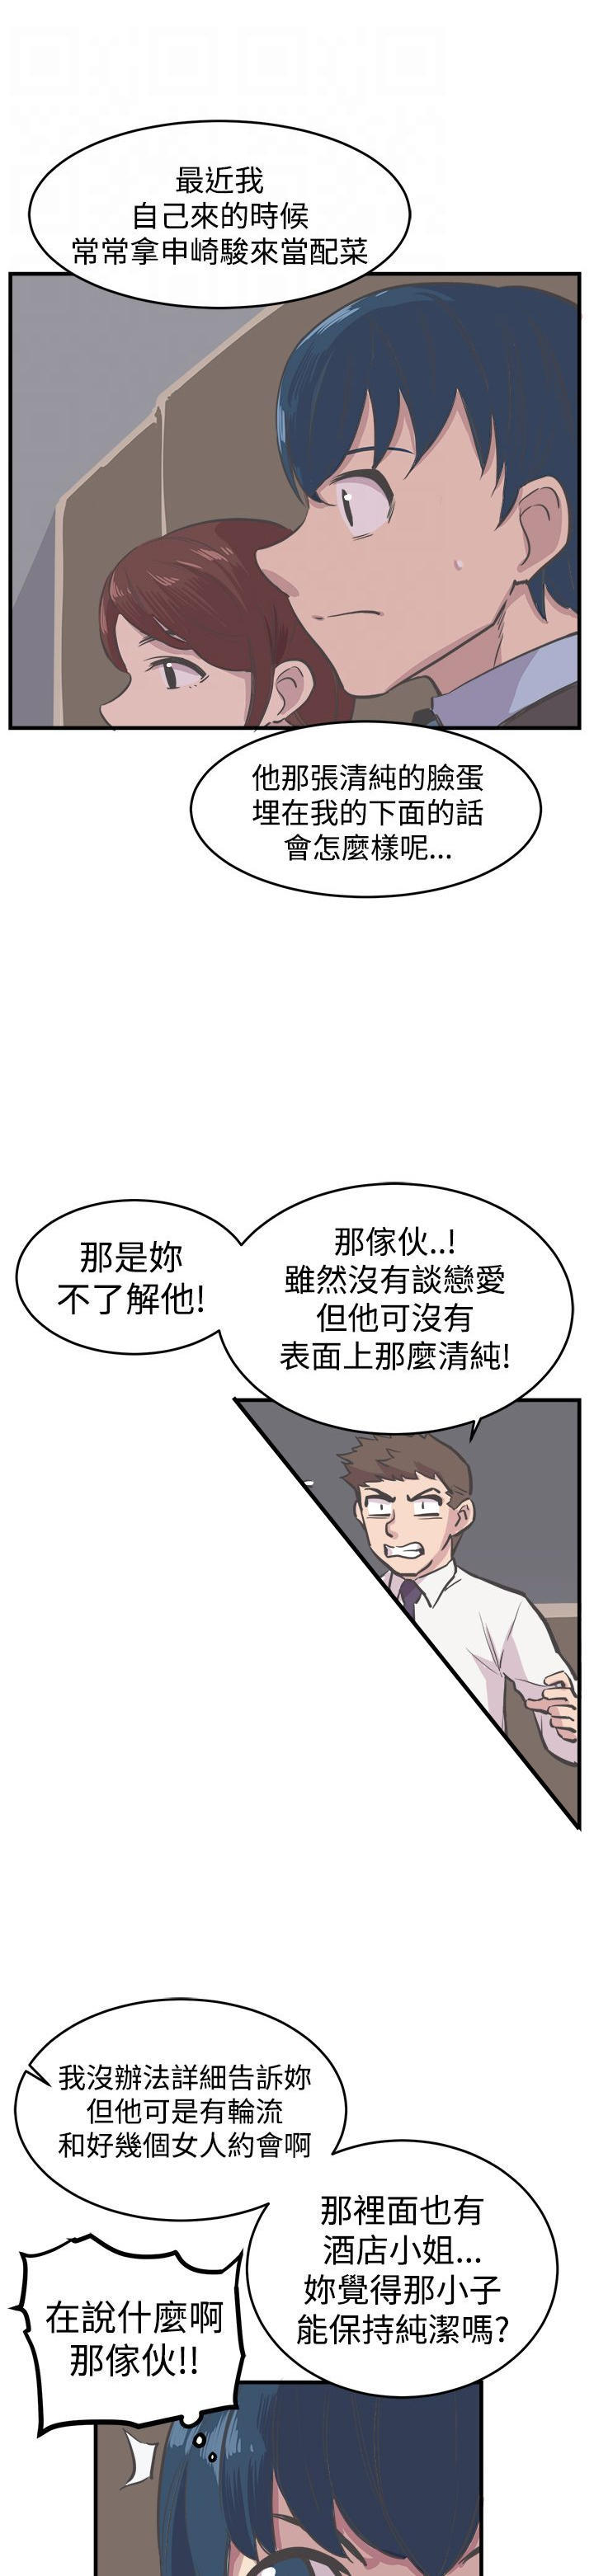 最近我
自己來的時候
常常拿申崎駿來當配菜
他那張清純的臉蛋
埋在我的下面的話
會怎麼樣呢...
那是妳
不了解他!
那傢伙..!
雖然沒有談戀愛
但他可沒有
表面上那麼清純!
我沒辦法詳細告訴妳
但他可是有輪流
和好幾個女人約會啊
那裡面也有
酒店小姐...
妳覺得那小子
能保持純潔嗎?
在說什麼啊
那傢伙!!